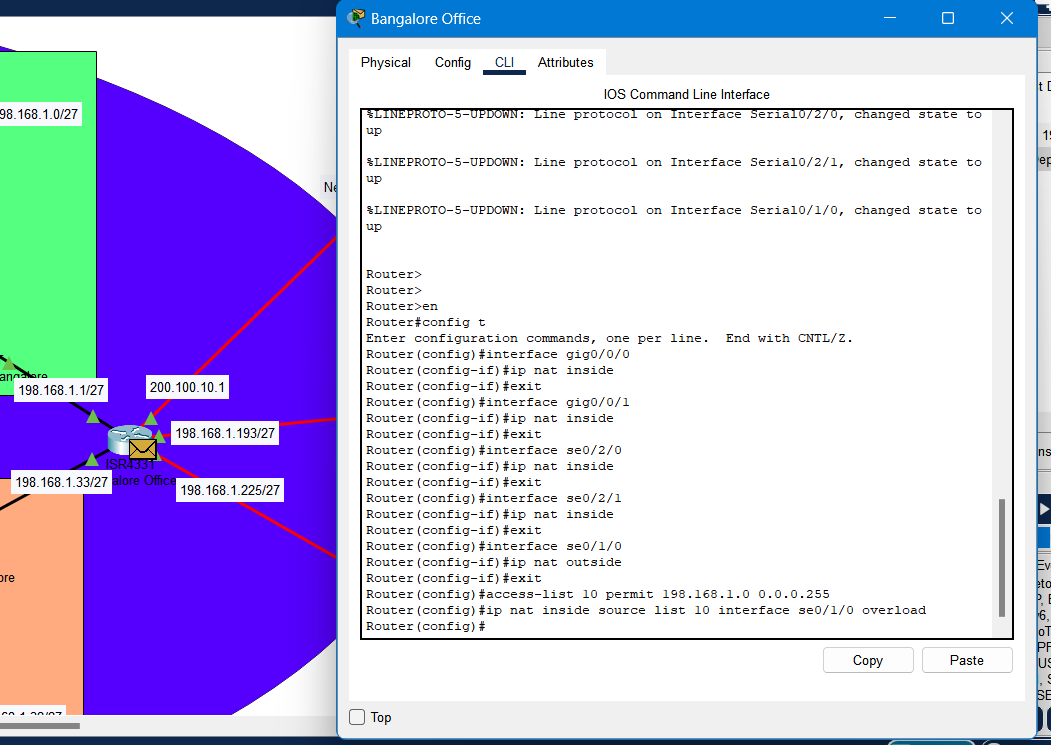 Bangalore Office
Physical
Config
CLI
Attributes
IOS Command Line Interface
%LINEPROTO-5-UPDOWN: Line protocol on Interface Serial0/2/0, changed state to
up
%LINEPROTO-5-UPDOWN: Line protocol on Interface Serial0/2/1, changed state to
up
%LINEPROTO-5-UPDOWN: Line protocol on Interface Serial0/1/0, changed state to
up
Router>
Router>
Router>en
Router#config t
Enter configuration commands, one per line.  End with CNTL/Z.
Router(config)#interface gig0/0/0
Router(config-if)#ip nat inside
Router(config-if)#exit
Router(config)#interface gig0/0/1
Router(config-if)#ip nat inside
Router(config-if)#exit
Router(config)#interface se0/2/0
Router(config-if)#ip nat inside
Router(config-if)#exit
Router(config)#interface se0/2/1
Router(config-if)#ip nat inside
Router(config-if)#exit
Router(config)#interface se0/1/0
Router(config-if)#ip nat outside
Router(config-if)#exit
Router(config)#access-list 10 permit 198.168.1.0 0.0.0.255
Router(config)#ip nat inside source list 10 interface se0/1/0 overload
Router(config)#
Copy
Paste
Top
98.168.1.0/27
Ne
angalore
198.168.1.1/27
200.100.10.1
198.168.1.193/27
ISR4331
alore Office
198.168.1.33/27
198.168.1.225/27
ore